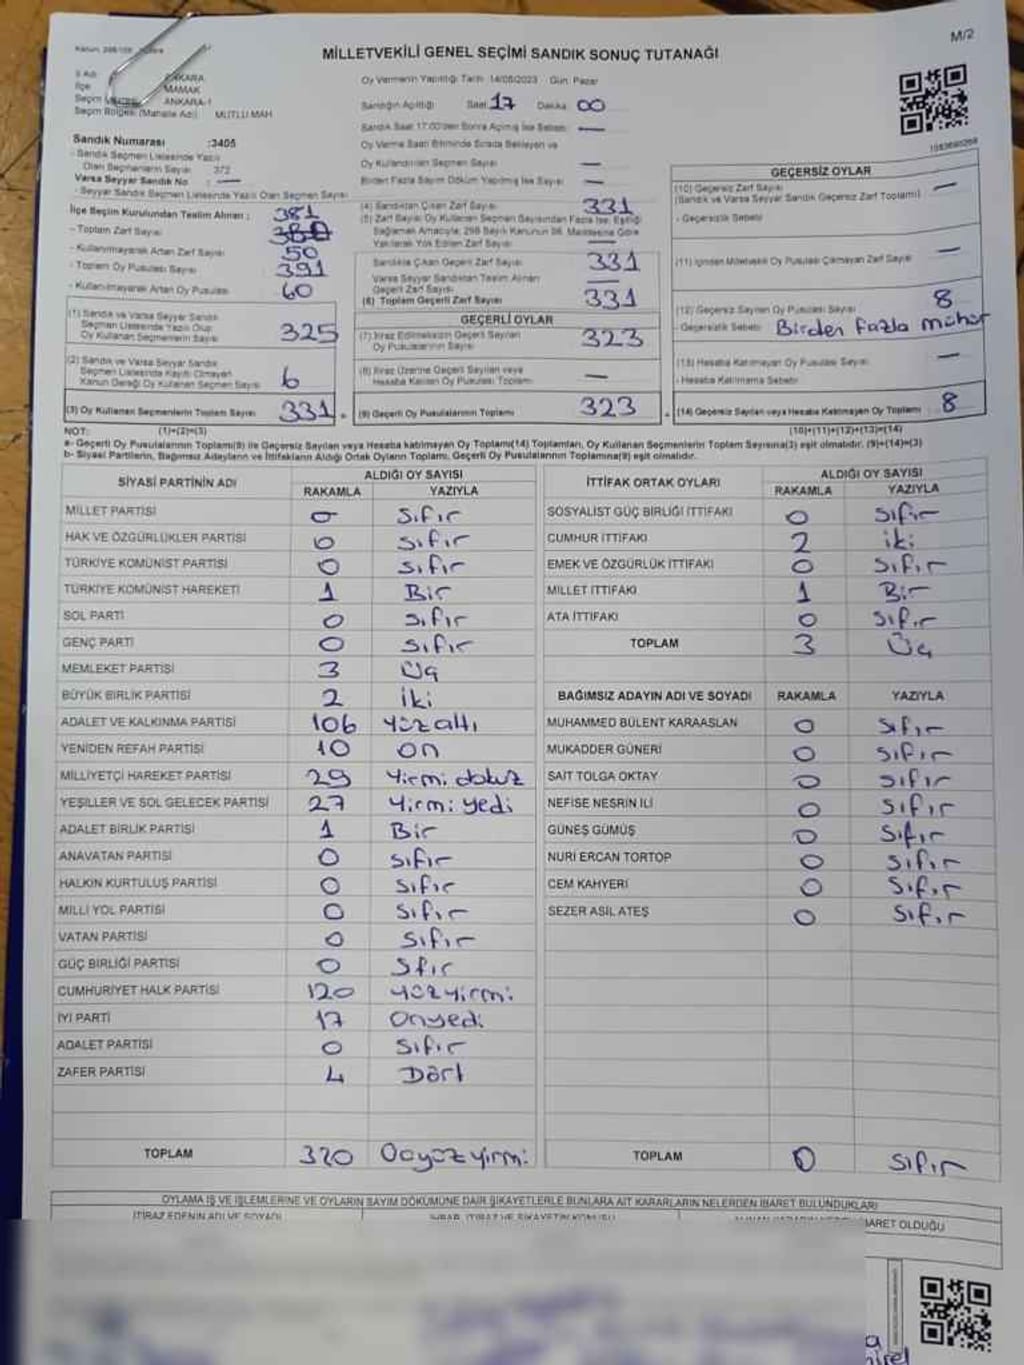 M/2
MİLLETVEKİLİ GENEL SEÇİMİ SANDIK SONUÇ TUTANAĞI
İl Adı ANKARA
İlçe MAMAK
Seçim ANKARA-1
Seçim Bölgesi (Mahalle Adı) MUTLU MAH
Oy Vermenin Yapıldığı Tarih 14/05/2023 Gün: Pazar
Sandığın Açıldığı Saat 17 Dakika 00
Sandık Saat 17:00'den Sonra Açılmış İse Sebebi —
Oy Verme Saati Bitiminde Sırada Bekleyen ve
Oy Kullandırılan Seçmen Sayısı —
Birden Fazla Sayım Döküm Yapılmış İse Sayısı —
Sandık Numarası :3405
- Sandık Seçmen Listesinde Yazılı
Olan Seçmenlerin Sayısı 372
Varsa Seyyar Sandık No : —
- Seyyar Sandık Seçmen Listesinde Yazılı Olan Seçmen Sayısı
İlçe Seçim Kurulundan Teslim Alınan : 381
- Toplam Zarf Sayısı
- Kullanılmayarak Artan Zarf Sayısı 50
- Toplam Oy Pusulası Sayısı 391
- Kullanılmayarak Artan Oy Pusulası 60
(1) Sandık ve Varsa Seyyar Sandık
Seçmen Listesinde Yazılı Olup
Oy Kullanan Seçmenlerin Sayısı 325
(2) Sandık ve Varsa Seyyar Sandık
Seçmen Listesinde Kayıtlı Olmayan
Kanun Gereği Oy Kullanan Seçmen Sayısı 6
(3) Oy Kullanan Seçmenlerin Toplam Sayısı 331
(4) Sandıktan Çıkan Zarf Sayısı 331
(5) Zarf Sayısı Oy Kullanan Seçmen Sayısından Fazla İse, Eşitliği
Sağlamak Amacıyla, 298 Sayılı Kanunun 98. Maddesine Göre
Yakılarak Yok Edilen Zarf Sayısı —
Sandıkta Çıkan Geçerli Zarf Sayısı 331
Varsa Seyyar Sandıktan Teslim Alınan
Geçerli Zarf Sayısı —
(6) Toplam Geçerli Zarf Sayısı 331
GEÇERLİ OYLAR
(7) İtiraz Edilmeksizin Geçerli Sayılan
Oy Pusulalarının Sayısı 323
(8) İtiraz Üzerine Geçerli Sayılan veya
Hesaba Katılan Oy Pusulası Toplamı —
(9) Geçerli Oy Pusulalarının Toplamı 323
GEÇERSİZ OYLAR
(10) Geçersiz Zarf Sayısı
(Sandık ve Varsa Seyyar Sandık Geçersiz Zarf Toplamı) —
- Geçersizlik Sebebi
(11) İçinden Milletvekili Oy Pusulası Çıkmayan Zarf Sayısı —
(12) Geçersiz Sayılan Oy Pusulası Sayısı 8
- Geçersizlik Sebebi Birden fazla mühür
(13) Hesaba Katılmayan Oy Pusulası Sayısı —
- Hesaba Katılmama Sebebi
(14) Geçersiz Sayılan veya Hesaba Katılmayan Oy Toplamı 8
NOT: (1)+(2)=(3) (10)+(11)+(12)+(13)=(14)
a- Geçerli Oy Pusulalarının Toplamı(9) ile Geçersiz Sayılan veya Hesaba katılmayan Oy Toplamı(14) Toplamları, Oy Kullanan Seçmenlerin Toplam Sayısına(3) eşit olmalıdır. (9)+(14)=(3)
b- Siyasi Partilerin, Bağımsız Adayların ve İttifakların Aldığı Ortak Oyların Toplamı, Geçerli Oy Pusulalarının Toplamına(9) eşit olmalıdır.
SİYASİ PARTİNİN ADI ALDIĞI OY SAYISI
RAKAMLA YAZIYLA
MİLLET PARTİSİ 0 Sıfır
HAK VE ÖZGÜRLÜKLER PARTİSİ 0 Sıfır
TÜRKİYE KOMÜNİST PARTİSİ 0 Sıfır
TÜRKİYE KOMÜNİST HAREKETİ 1 Bir
SOL PARTİ 0 Sıfır
GENÇ PARTİ 0 Sıfır
MEMLEKET PARTİSİ 3 Üç
BÜYÜK BİRLİK PARTİSİ 2 İki
ADALET VE KALKINMA PARTİSİ 106 Yüz altı
YENİDEN REFAH PARTİSİ 10 on
MİLLİYETÇİ HAREKET PARTİSİ 29 Yirmi dokuz
YEŞİLLER VE SOL GELECEK PARTİSİ 27 Yirmi yedi
ADALET BİRLİK PARTİSİ 1 Bir
ANAVATAN PARTİSİ 0 Sıfır
HALKIN KURTULUŞ PARTİSİ 0 Sıfır
MİLLİ YOL PARTİSİ 0 Sıfır
VATAN PARTİSİ 0 Sıfır
GÜÇ BİRLİĞİ PARTİSİ 0 Sfır
CUMHURİYET HALK PARTİSİ 120 Yüzyirmi
İYİ PARTİ 17 Onyedi
ADALET PARTİSİ 0 Sıfır
ZAFER PARTİSİ 4 Dört
TOPLAM 320 Üçyüzyirmi
İTTİFAK ORTAK OYLARI ALDIĞI OY SAYISI
RAKAMLA YAZIYLA
SOSYALİST GÜÇ BİRLİĞİ İTTİFAKI 0 Sıfır
CUMHUR İTTİFAKI 2 iki
EMEK VE ÖZGÜRLÜK İTTİFAKI 0 Sıfır
MİLLET İTTİFAKI 1 Bir
ATA İTTİFAKI 0 Sıfır
TOPLAM 3 Üç
BAĞIMSIZ ADAYIN ADI VE SOYADI RAKAMLA YAZIYLA
MUHAMMED BÜLENT KARAASLAN 0 Sıfır
MUKADDER GÜNERİ 0 Sıfır
SAİT TOLGA OKTAY 0 Sıfır
NEFİSE NESRİN İLİ 0 Sıfır
GÜNEŞ GÜMÜŞ 0 Sıfır
NURİ ERCAN TORTOP 0 Sıfır
CEM KAHYERİ 0 Sıfır
SEZER ASİL ATEŞ 0 Sıfır
TOPLAM 0 Sıfır
OYLAMA İŞ VE İŞLEMLERİNE VE OYLARIN SAYIM DÖKÜMÜNE DAİR ŞİKAYETLERLE BUNLARA AİT KARARLARIN NELERDEN İBARET BULUNDUKLARI
İTİRAZ EDENİN ADI VE SOYADI İHBAR, İTİRAZ VE ŞİKAYETİN KONUSU İBARET OLDUĞU